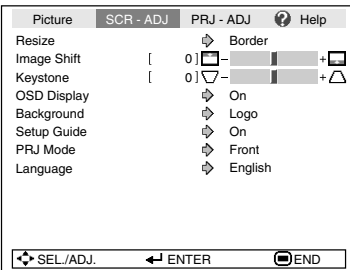 Picture SCR - ADJ PRJ - ADJ ? Help
Resize Border
Image Shift [ 0 ] - +
Keystone [ 0 ] - +
OSD Display On
Background Logo
Setup Guide On
PRJ Mode Front
Language English
SEL./ADJ. ENTER END